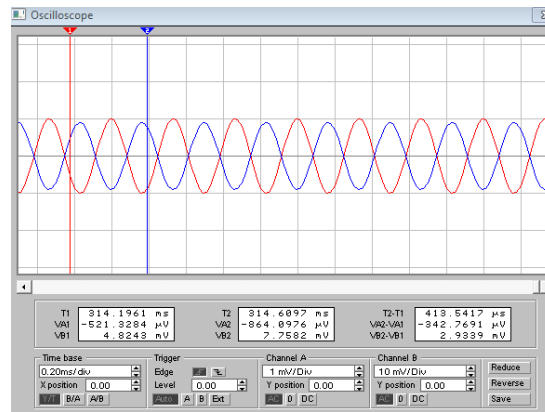 Oscilloscope
1 2
T1 314.1961 ms T2 314.6097 ms T2-T1 413.5417 µs
VA1 -521.3284 µV VA2 -864.0976 µV VA2-VA1 -342.7691 µV
VB1 4.8243 mV VB2 7.7582 mV VB2-VB1 2.9339 mV
Time base Trigger Channel A Channel B
0.20ms/div Edge 1 mV/Div 10 mV/Div Reduce
X position 0.00 Level 0.00 Y position 0.00 Y position 0.00 Reverse
Y/T B/A A/B Auto A B Ext AC 0 DC AC 0 DC Save